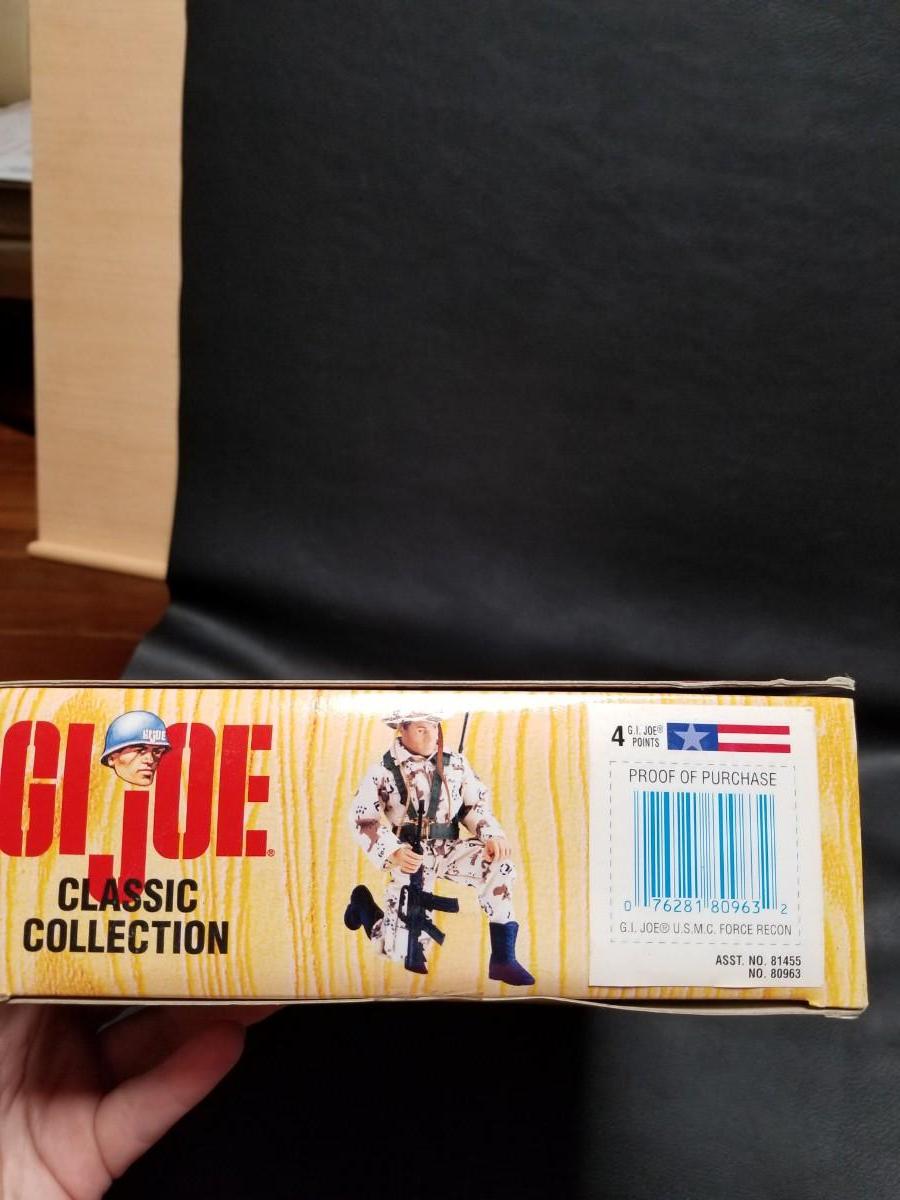 GI JOE®
CLASSIC
COLLECTION
4 G.I. JOE®
POINTS
PROOF OF PURCHASE
0 76281 80963 2
G.I. JOE® U.S.M.C. FORCE RECON
ASST. NO. 81455
NO. 80963